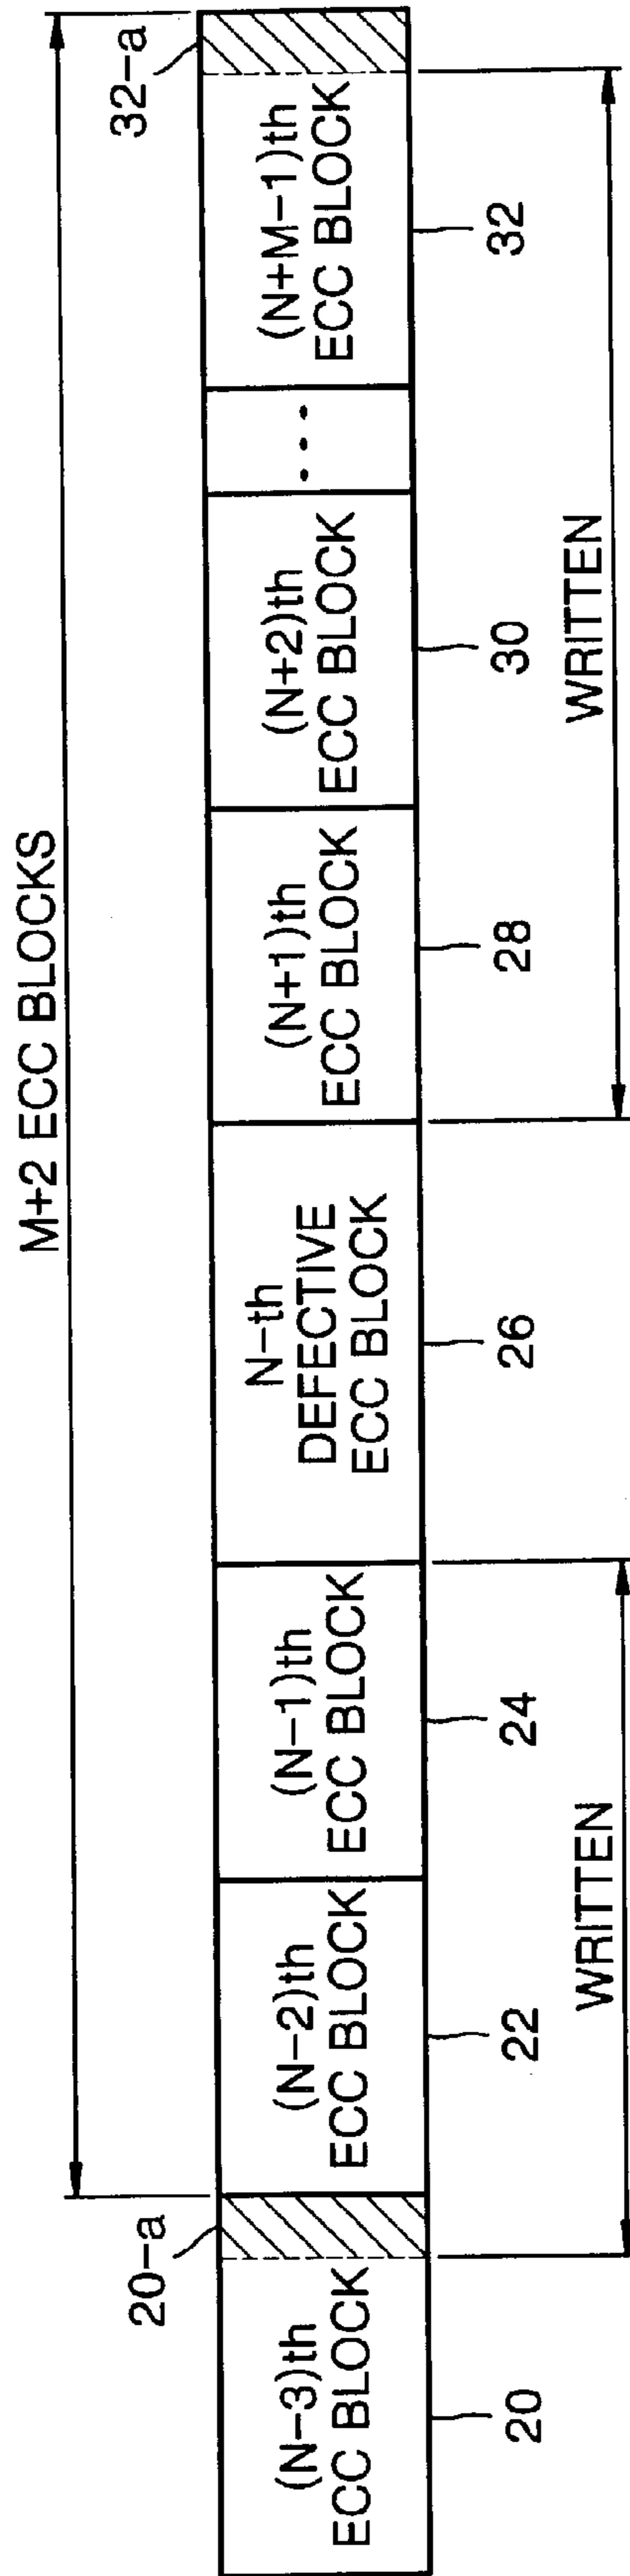 M+2 ECC BLOCKS
20-a
32-a
(N-3)th
ECC BLOCK
(N-2)th
ECC BLOCK
(N-1)th
ECC BLOCK
N-th
DEFECTIVE
ECC BLOCK
(N+1)th
ECC BLOCK
(N+2)th
ECC BLOCK
...
(N+M-1)th
ECC BLOCK
20
22
24
26
28
30
32
WRITTEN
WRITTEN